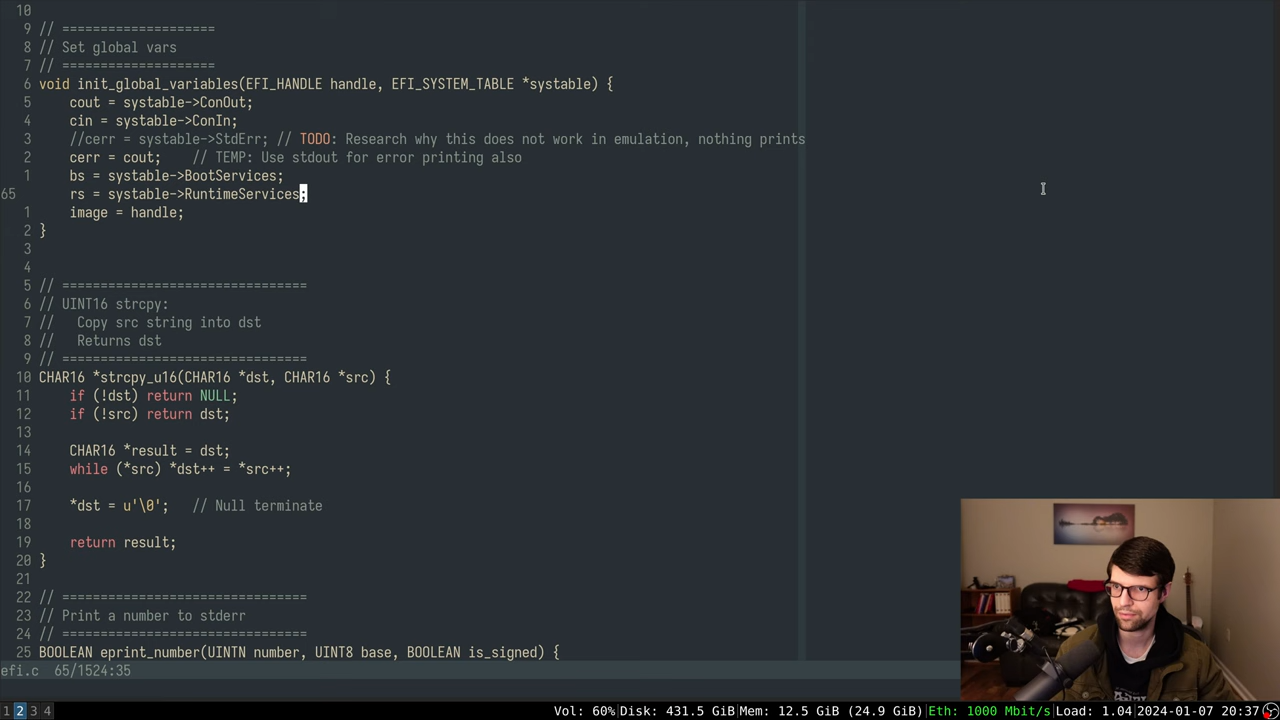 10
9 // ====================
8 // Set global vars
7 // ====================
6 void init_global_variables(EFI_HANDLE handle, EFI_SYSTEM_TABLE *systable) {
5     cout = systable->ConOut;
4     cin = systable->ConIn;
3     //cerr = systable->StdErr; // TODO: Research why this does not work in emulation, nothing prints
2     cerr = cout;    // TEMP: Use stdout for error printing also
1     bs = systable->BootServices;
65     rs = systable->RuntimeServices;
1     image = handle;
2 }
3
4
5 // ================================
6 // UINT16 strcpy:
7 //   Copy src string into dst
8 //   Returns dst
9 // ================================
10 CHAR16 *strcpy_u16(CHAR16 *dst, CHAR16 *src) {
11     if (!dst) return NULL;
12     if (!src) return dst;
13
14     CHAR16 *result = dst;
15     while (*src) *dst++ = *src++;
16
17     *dst = u'\0';   // Null terminate
18
19     return result;
20 }
21
22 // ================================
23 // Print a number to stderr
24 // ================================
25 BOOLEAN eprint_number(UINTN number, UINT8 base, BOOLEAN is_signed) {
efi.c  65/1524:35
1 2 3 4 Vol: 60% Disk: 431.5 GiB Mem: 12.5 GiB (24.9 GiB) Eth: 1000 Mbit/s Load: 1.04 2024-01-07 20:37